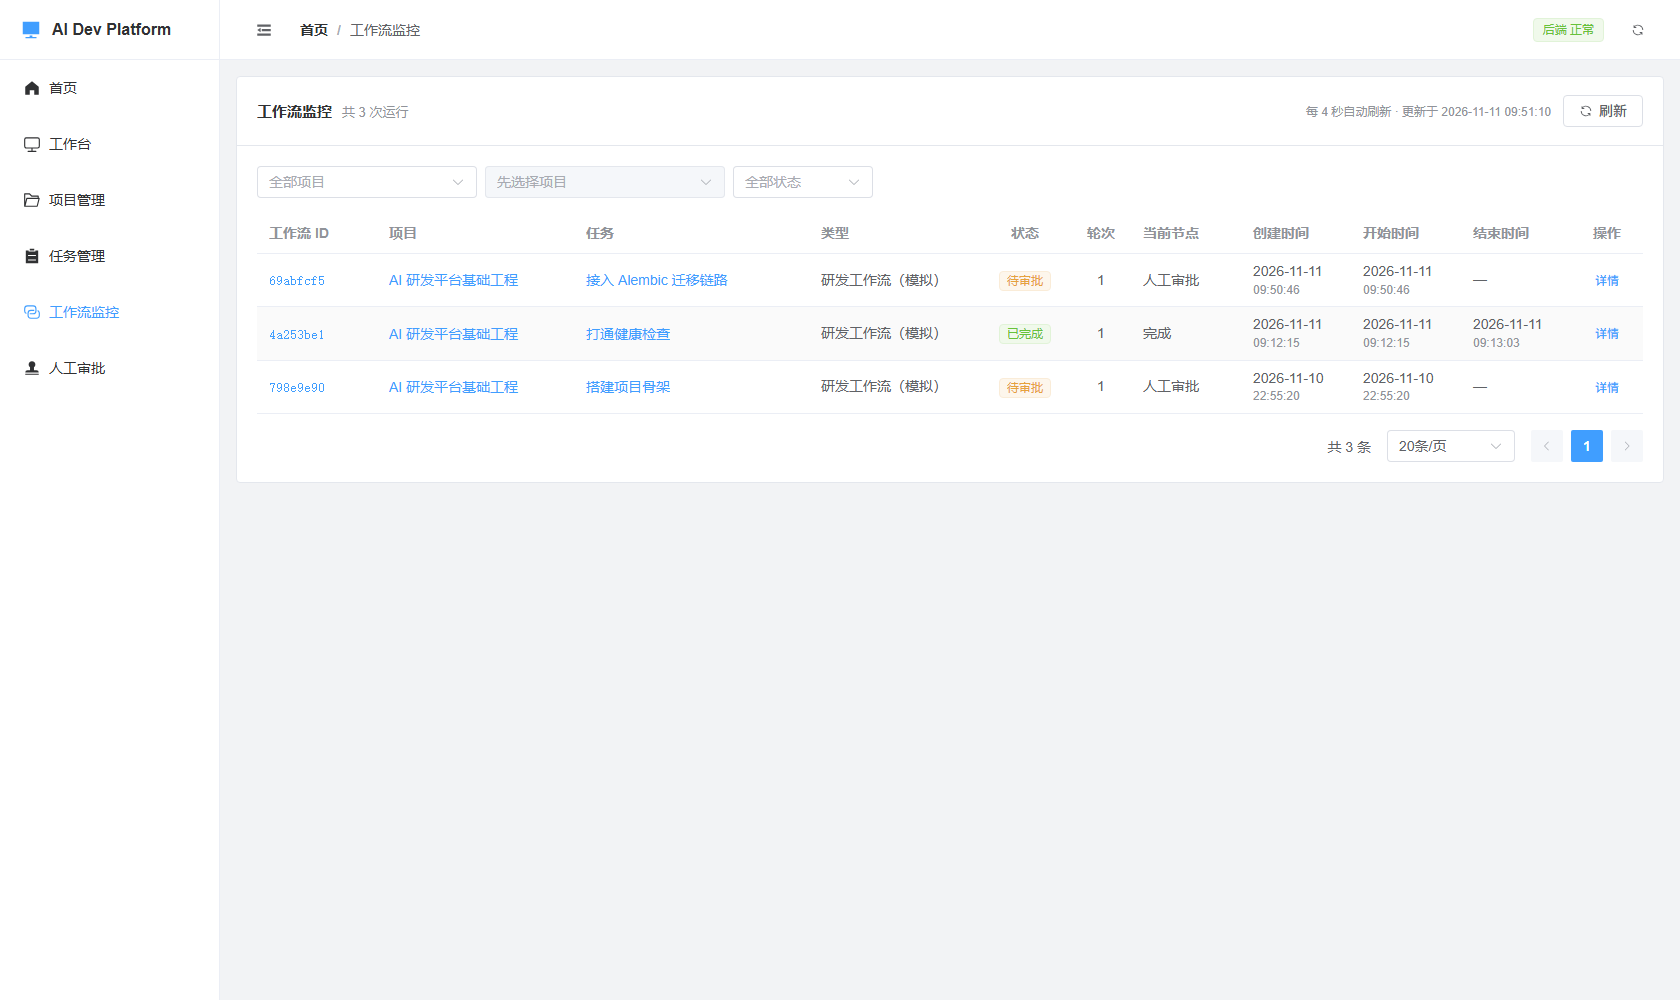 AI Dev Platform
首页 / 工作流监控
后端 正常
首页
工作台
项目管理
任务管理
工作流监控
人工审批
工作流监控 共 3 次运行
每 4 秒自动刷新 · 更新于 2026-11-11 09:51:10
刷新
全部项目
先选择项目
全部状态
工作流 ID 项目 任务 类型 状态 轮次 当前节点 创建时间 开始时间 结束时间 操作
69abfcf5 AI 研发平台基础工程 接入 Alembic 迁移链路 研发工作流（模拟） 待审批 1 人工审批 2026-11-11 09:50:46 2026-11-11 09:50:46 — 详情
4a253be1 AI 研发平台基础工程 打通健康检查 研发工作流（模拟） 已完成 1 完成 2026-11-11 09:12:15 2026-11-11 09:12:15 2026-11-11 09:13:03 详情
798e9e90 AI 研发平台基础工程 搭建项目骨架 研发工作流（模拟） 待审批 1 人工审批 2026-11-10 22:55:20 2026-11-10 22:55:20 — 详情
共 3 条 20条/页 1